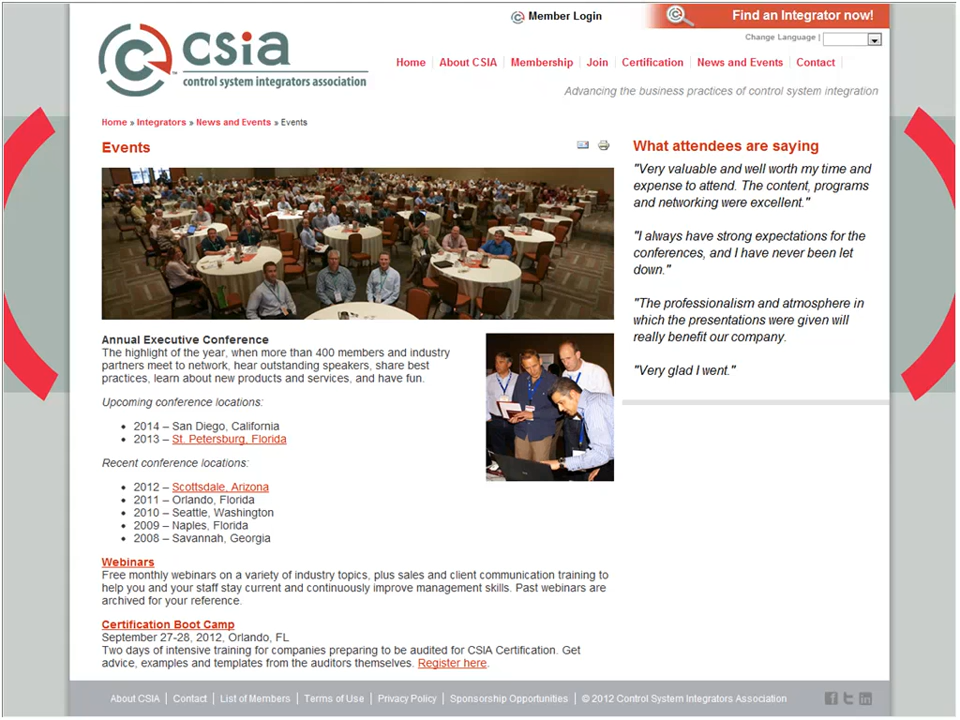 Member Login
Find an Integrator now!
Change Language |
csia
control system integrators association
Home
About CSIA
Membership
Join
Certification
News and Events
Contact
Advancing the business practices of control system integration
Home » Integrators » News and Events » Events
Events
Annual Executive Conference
The highlight of the year, when more than 400 members and industry
partners meet to network, hear outstanding speakers, share best
practices, learn about new products and services, and have fun.
Upcoming conference locations:
• 2014 – San Diego, California
• 2013 – St. Petersburg, Florida
Recent conference locations:
• 2012 – Scottsdale, Arizona
• 2011 – Orlando, Florida
• 2010 – Seattle, Washington
• 2009 – Naples, Florida
• 2008 – Savannah, Georgia
Webinars
Free monthly webinars on a variety of industry topics, plus sales and client communication training to
help you and your staff stay current and continuously improve management skills. Past webinars are
archived for your reference.
Certification Boot Camp
September 27-28, 2012, Orlando, FL
Two days of intensive training for companies preparing to be audited for CSIA Certification. Get
advice, examples and templates from the auditors themselves. Register here.
What attendees are saying
"Very valuable and well worth my time and
expense to attend. The content, programs
and networking were excellent."
"I always have strong expectations for the
conferences, and I have never been let
down."
"The professionalism and atmosphere in
which the presentations were given will
really benefit our company.
"Very glad I went."
About CSIA | Contact | List of Members | Terms of Use | Privacy Policy | Sponsorship Opportunities | © 2012 Control System Integrators Association